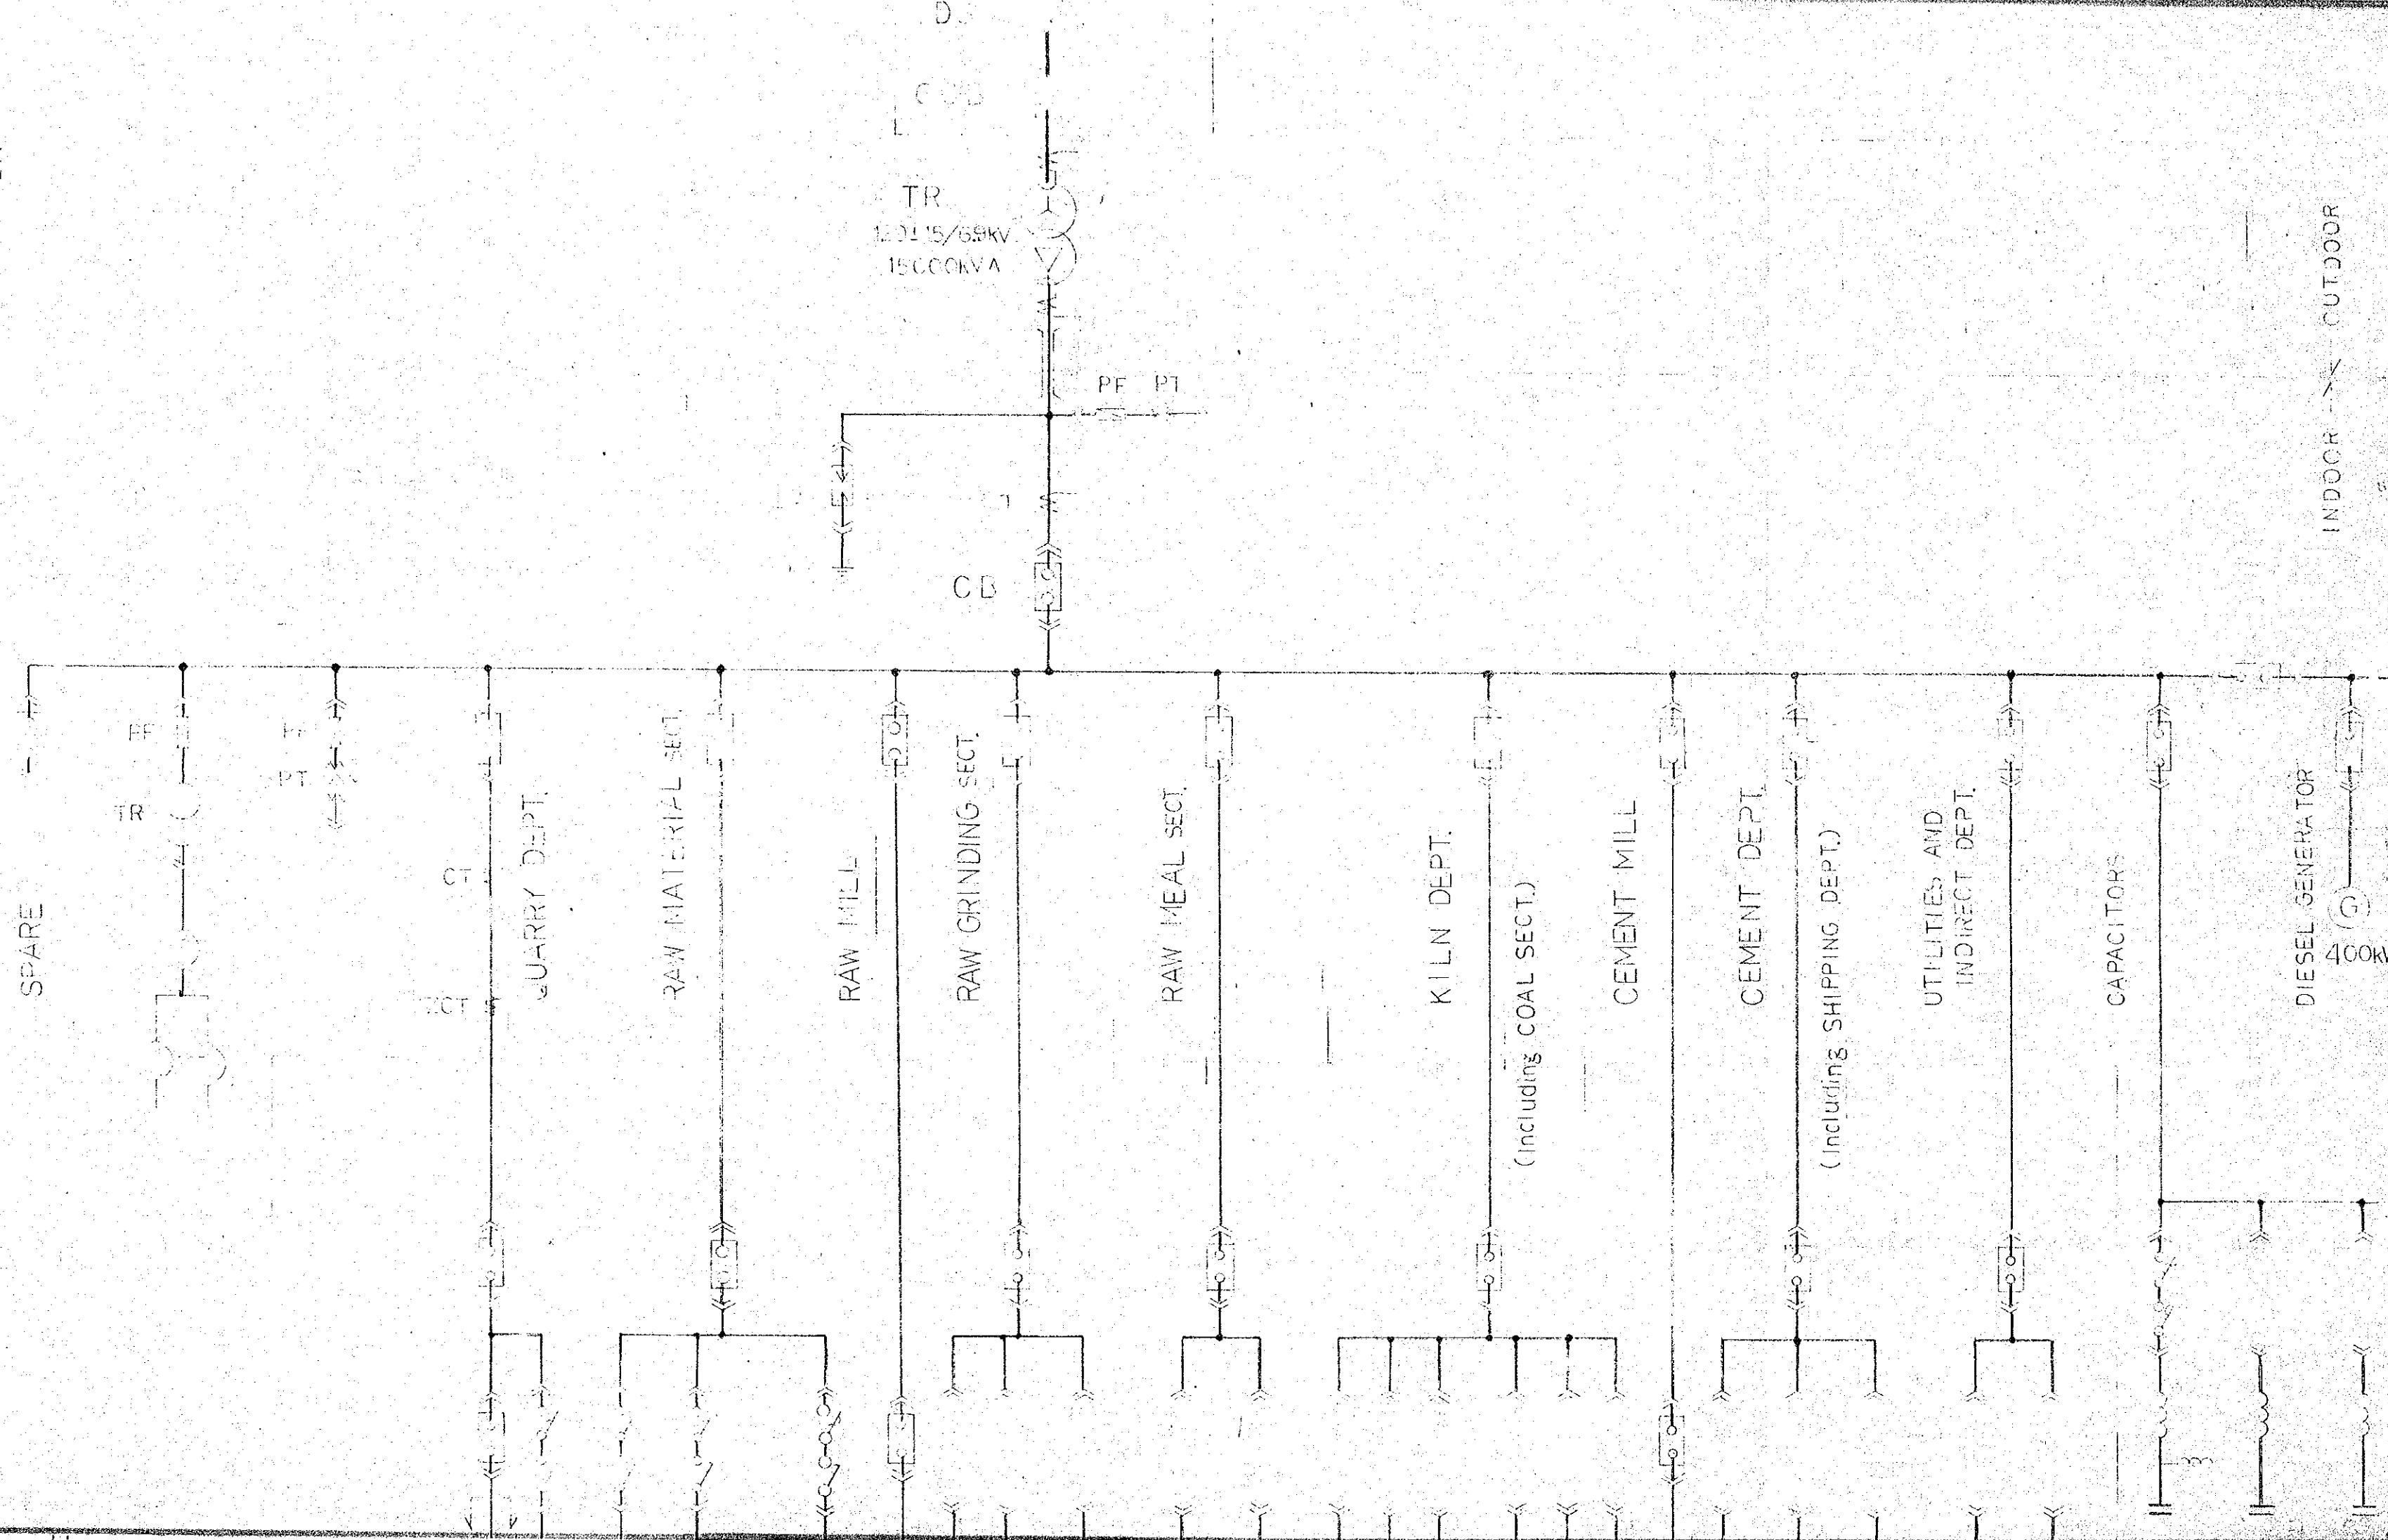 TR
15000KVA
PF PT
CB
INDOOR OUTDOOR
PF
TR
PF
PT
SPARE
CT
ZCT
QUARRY DEPT.
RAW MATERIAL SECT.
RAW MILL
RAW GRINDING SECT.
RAW MEAL SECT.
KILN DEPT.
(including COAL SECT.)
CEMENT MILL
CEMENT DEPT.
(including SHIPPING DEPT.)
UTILITIES AND
INDIRECT DEPT.
CAPACITORS
DIESEL GENERATOR
G